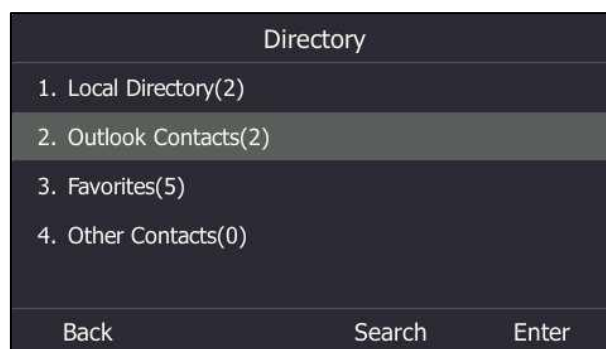 Directory
1. Local Directory(2)
2. Outlook Contacts(2)
3. Favorites(5)
4. Other Contacts(0)
Back Search Enter